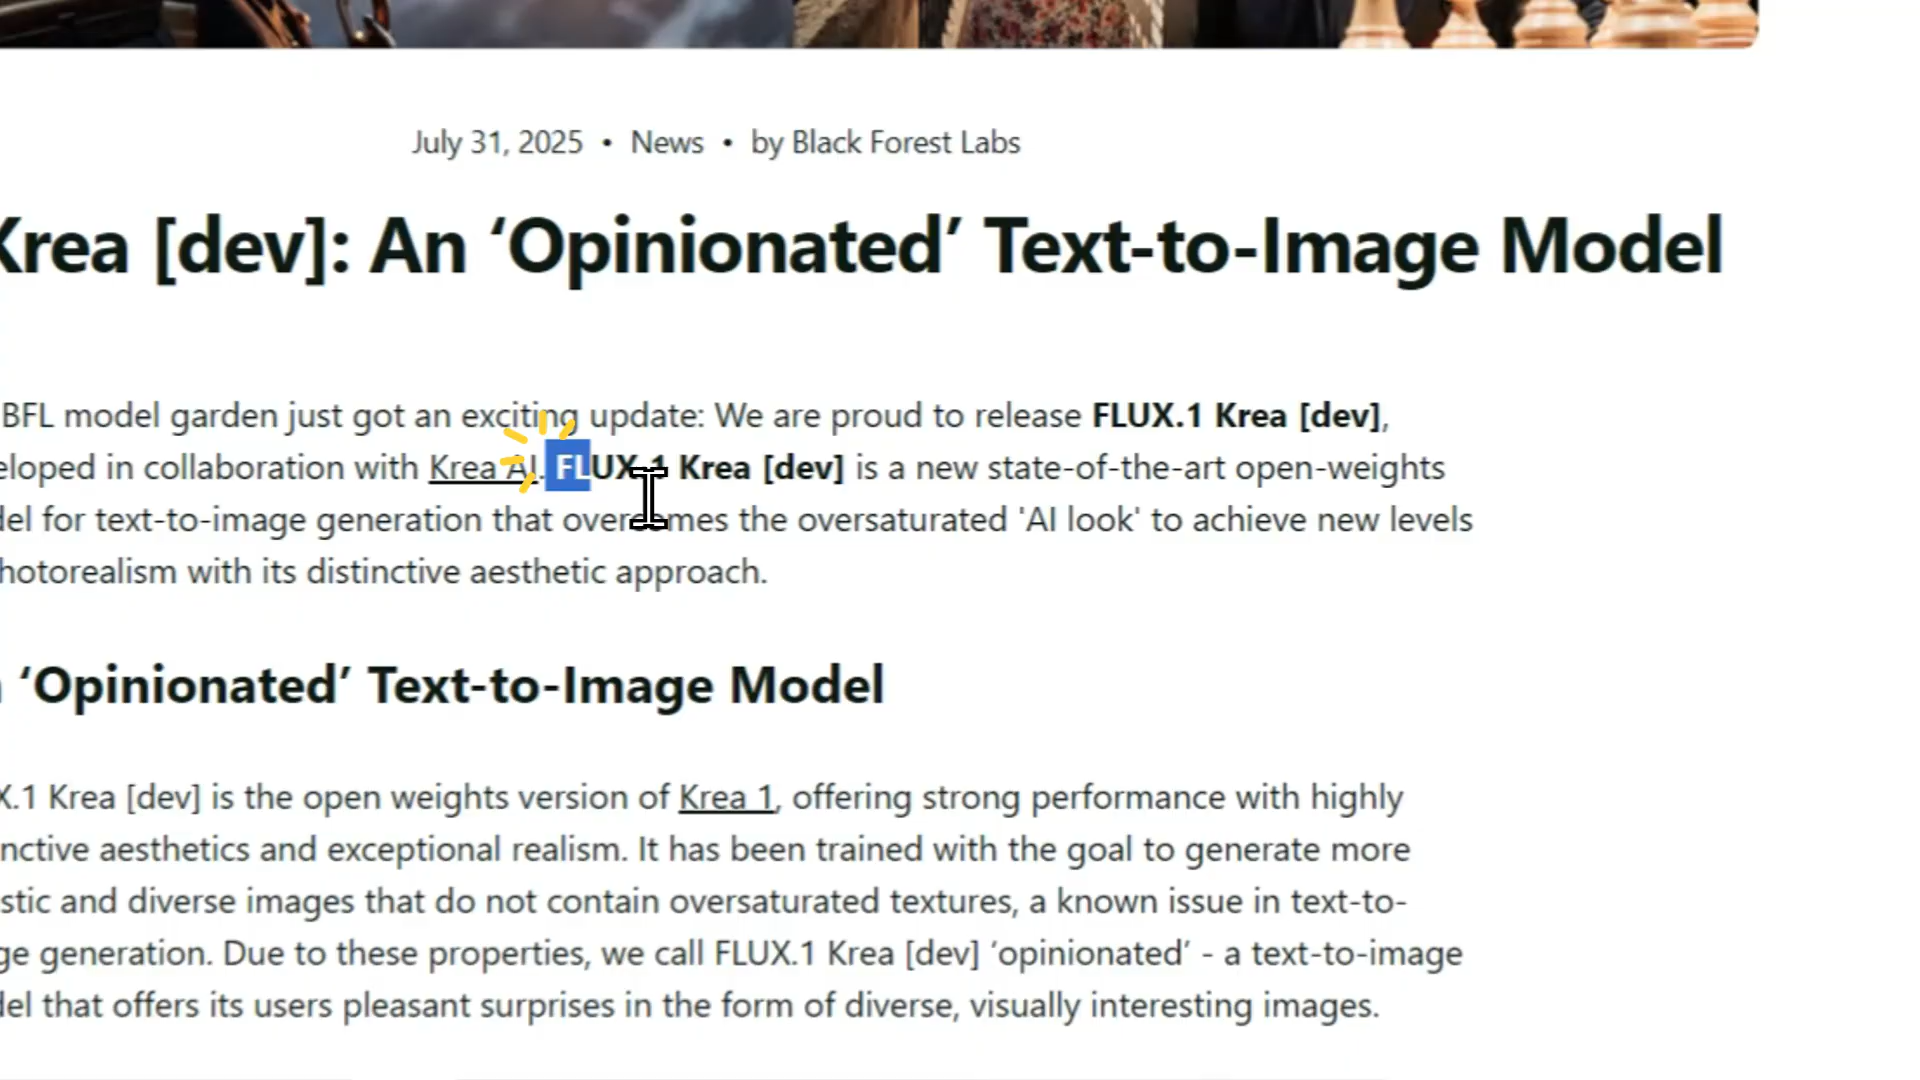 July 31, 2025 • News • by Black Forest Labs
Krea [dev]: An ‘Opinionated’ Text-to-Image Model
BFL model garden just got an exciting update: We are proud to release FLUX.1 Krea [dev],
eloped in collaboration with Krea AI. FLUX.1 Krea [dev] is a new state-of-the-art open-weights
del for text-to-image generation that overcomes the oversaturated 'AI look' to achieve new levels
hotorealism with its distinctive aesthetic approach.
‘Opinionated’ Text-to-Image Model
X.1 Krea [dev] is the open weights version of Krea 1, offering strong performance with highly
nctive aesthetics and exceptional realism. It has been trained with the goal to generate more
stic and diverse images that do not contain oversaturated textures, a known issue in text-to-
ge generation. Due to these properties, we call FLUX.1 Krea [dev] ‘opinionated’ - a text-to-image
del that offers its users pleasant surprises in the form of diverse, visually interesting images.